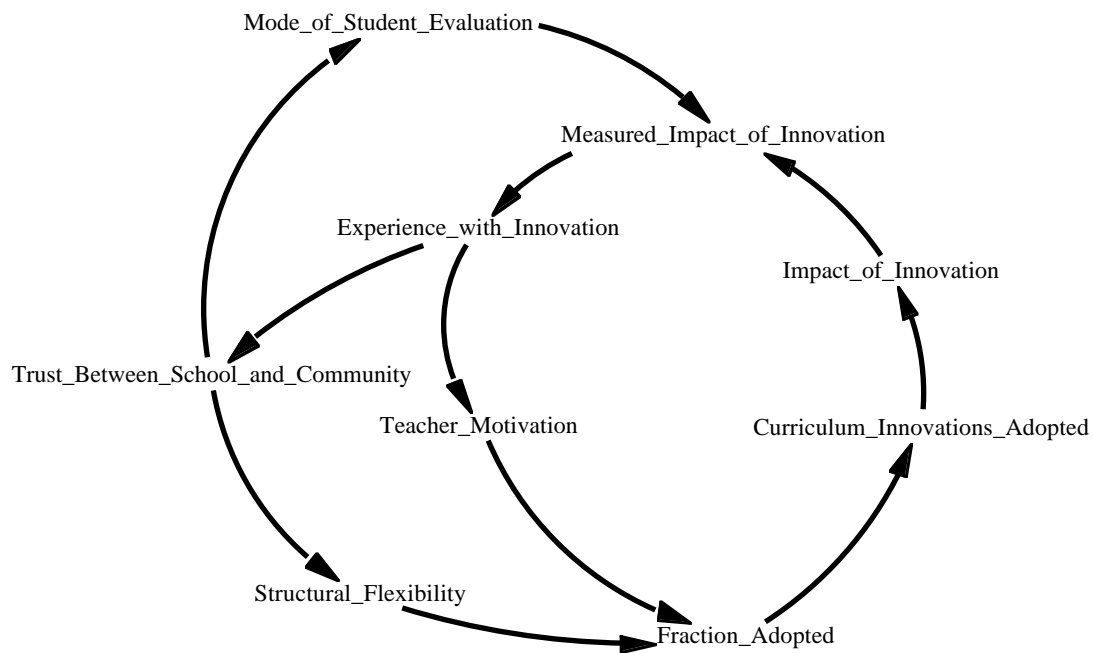 Mode_of_Student_Evaluation
Measured_Impact_of_Innovation
Experience_with_Innovation
Impact_of_Innovation
Trust_Between_School_and_Community
Teacher_Motivation
Curriculum_Innovations_Adopted
Structural_Flexibility
Fraction_Adopted